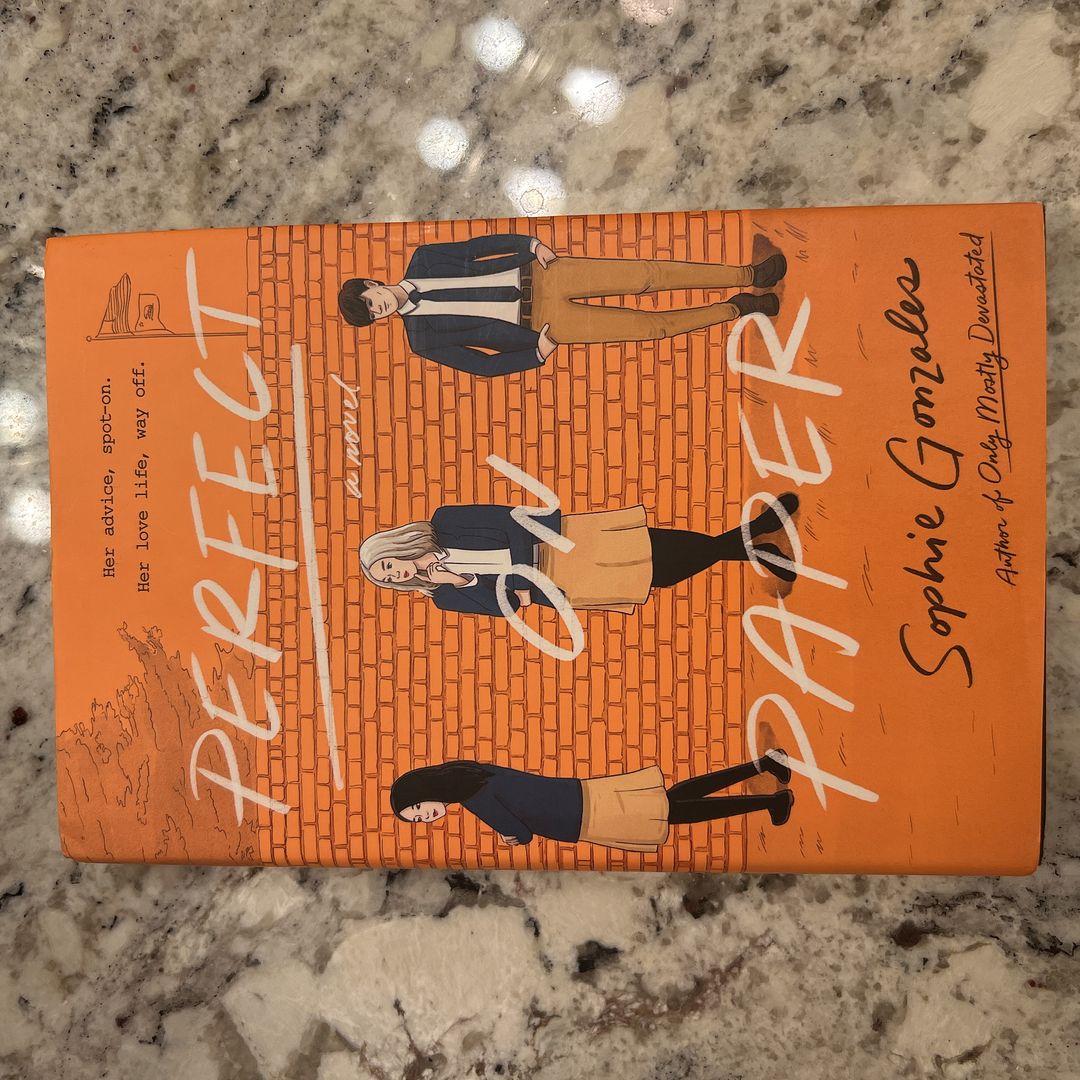 Her advice, spot-on.
Her love life, way off.
PERFECT
a novel
ON
PAPER
Sophie Gonzales
Author of Only Mostly Devastated